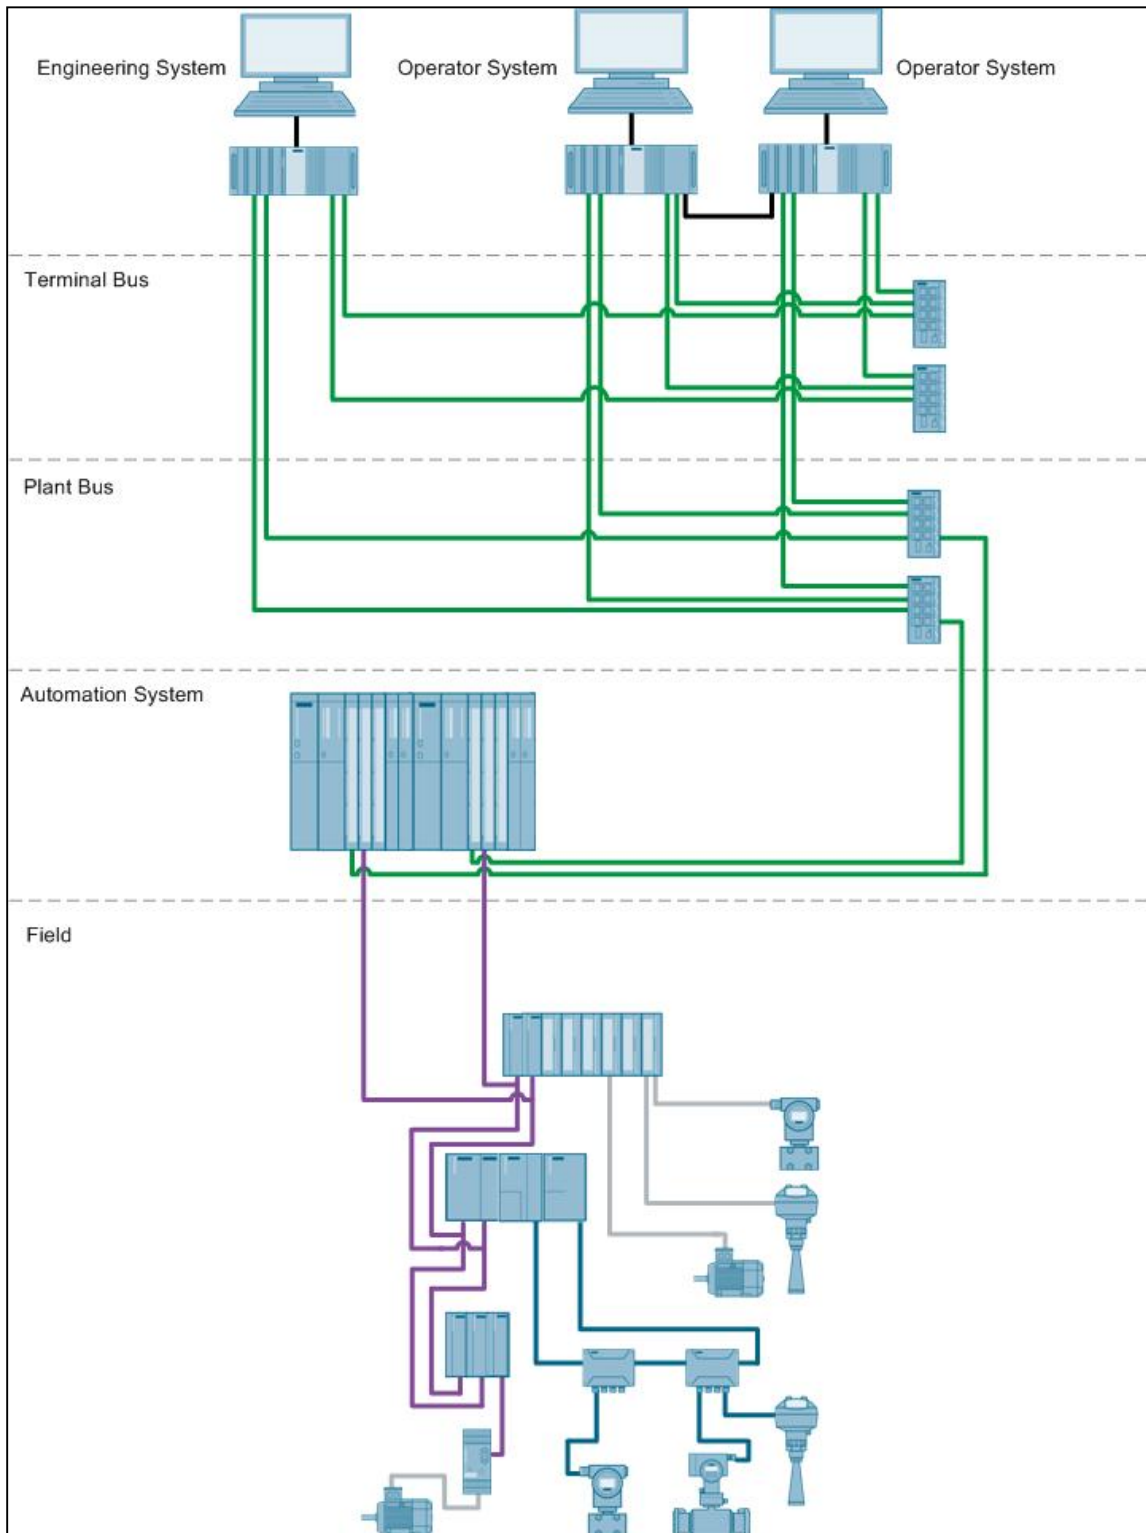 Engineering System
Operator System
Operator System
Terminal Bus
Plant Bus
Automation System
Field